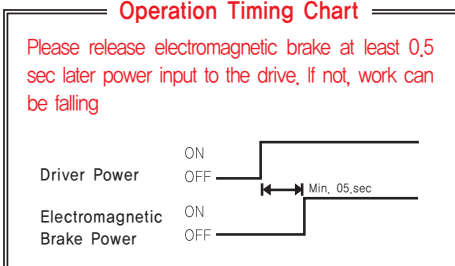 Operation Timing Chart
Please release electromagnetic brake at least 0.5
sec later power input to the drive. If not, work can
be falling
ON
Driver Power OFF
Min. 05.sec
Electromagnetic ON
Brake Power OFF